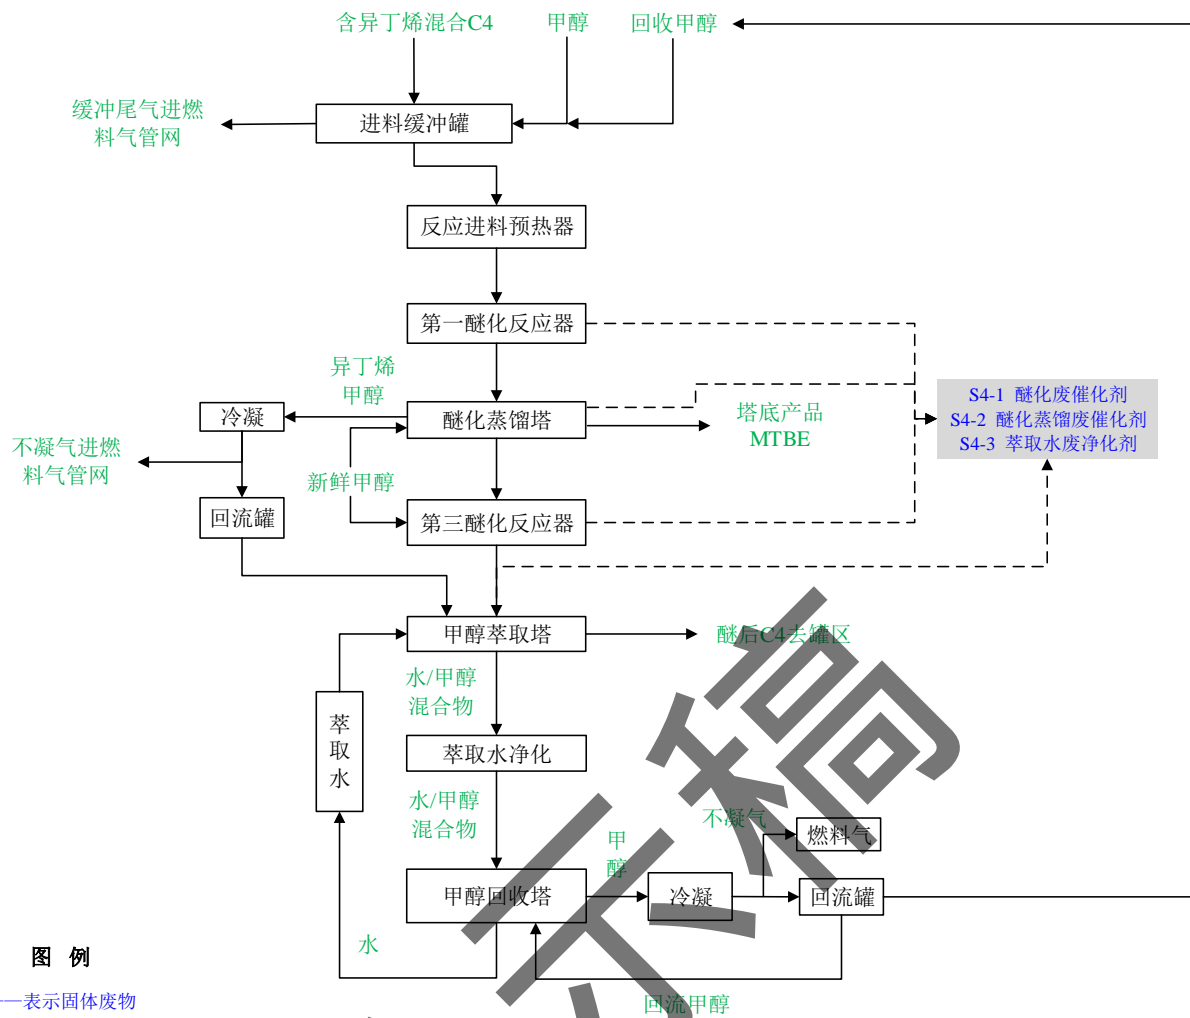 含异丁烯混合C4
甲醇
回收甲醇
缓冲尾气进燃
料气管网
进料缓冲罐
反应进料预热器
第一醚化反应器
异丁烯
甲醇
冷凝
醚化蒸馏塔
塔底产品
MTBE
S4-1 醚化废催化剂
S4-2 醚化蒸馏废催化剂
S4-3 萃取水废净化剂
不凝气进燃
料气管网
新鲜甲醇
回流罐
第三醚化反应器
甲醇萃取塔
醚后C4去罐区
水/甲醇
混合物
萃
取
水
萃取水净化
水/甲醇
混合物
不凝气
燃料气
甲
醇
甲醇回收塔
冷凝
回流罐
水
图 例
—表示固体废物
回流甲醇
示稿